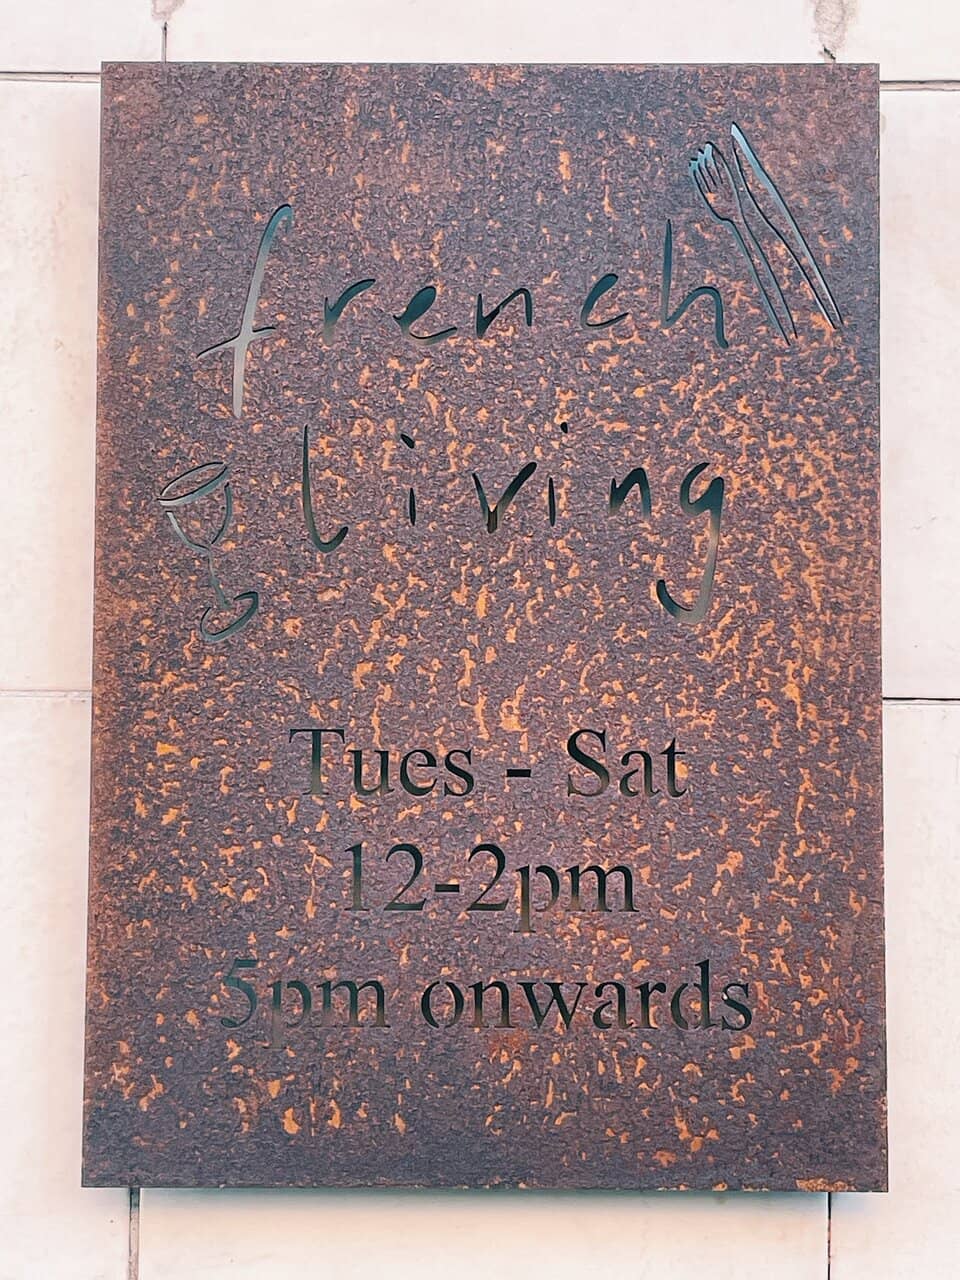 french
living
Tues - Sat
12-2pm
5pm onwards